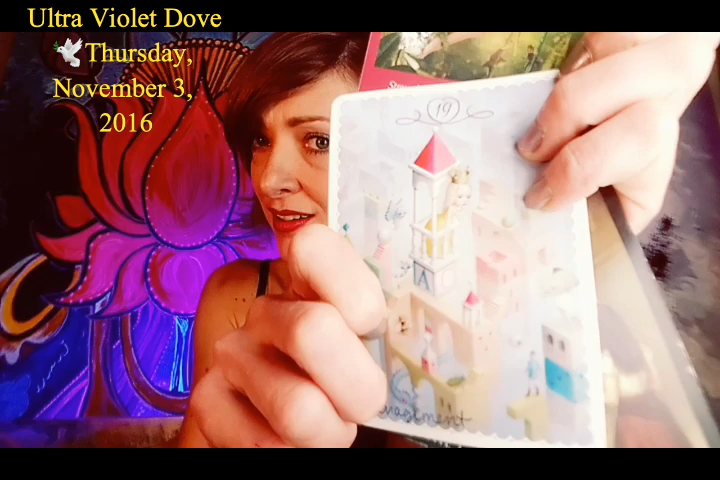 Ultra Violet Dove
🕊Thursday,
November 3,
2016
19
A